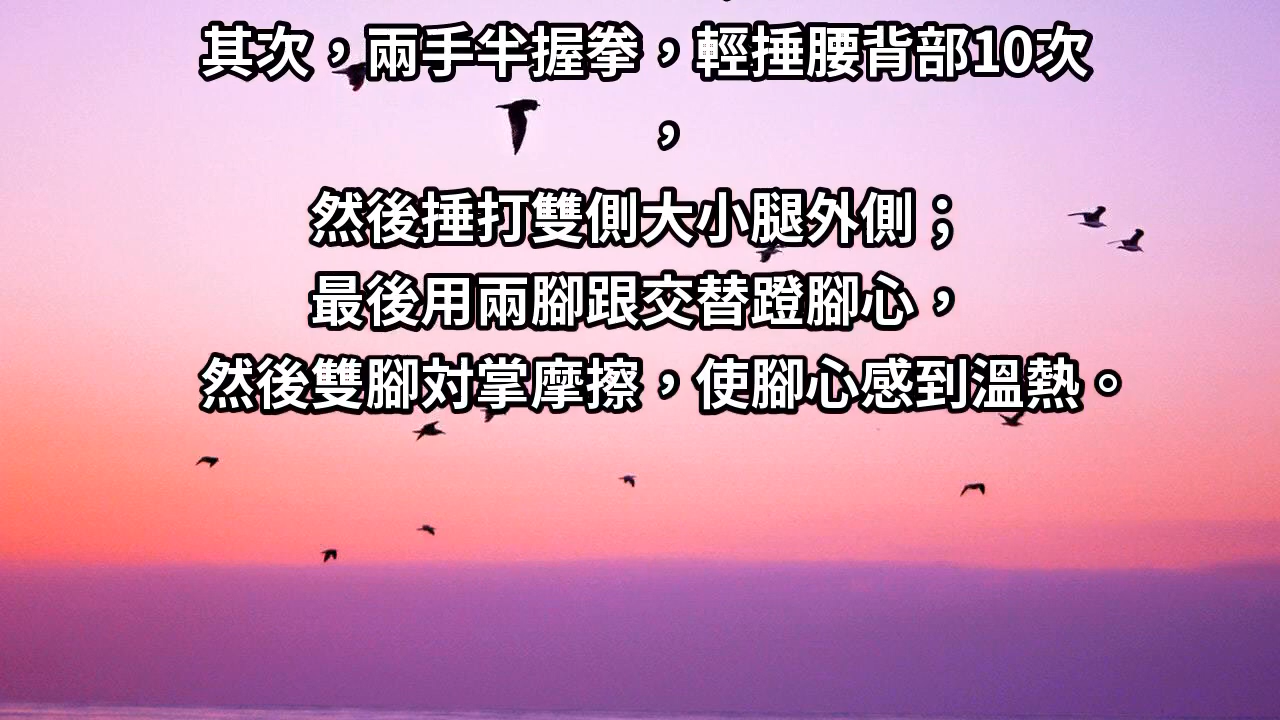 其次，兩手半握拳，輕捶腰背部10次
，
然後捶打雙側大小腿外側；
最後用兩腳跟交替蹬腳心，
然後雙腳対掌摩擦，使腳心感到溫熱。